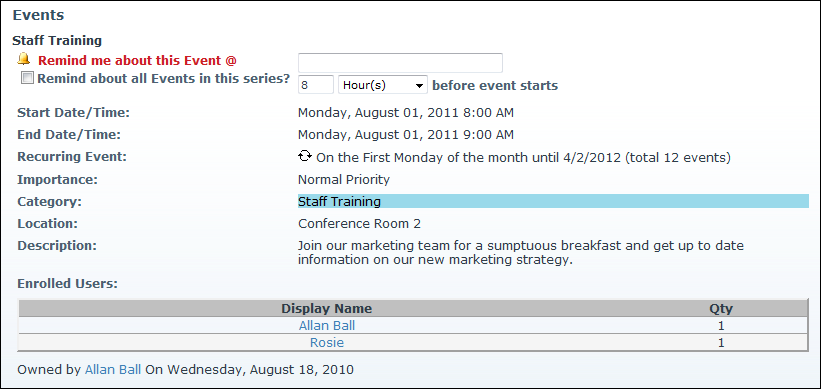 Events
Staff Training
Remind me about this Event @
Remind about all Events in this series? 8 Hour(s) before event starts
Start Date/Time: Monday, August 01, 2011 8:00 AM
End Date/Time: Monday, August 01, 2011 9:00 AM
Recurring Event: On the First Monday of the month until 4/2/2012 (total 12 events)
Importance: Normal Priority
Category: Staff Training
Location: Conference Room 2
Description: Join our marketing team for a sumptuous breakfast and get up to date
information on our new marketing strategy.
Enrolled Users:
Display Name Qty
Allan Ball 1
Rosie 1
Owned by Allan Ball On Wednesday, August 18, 2010